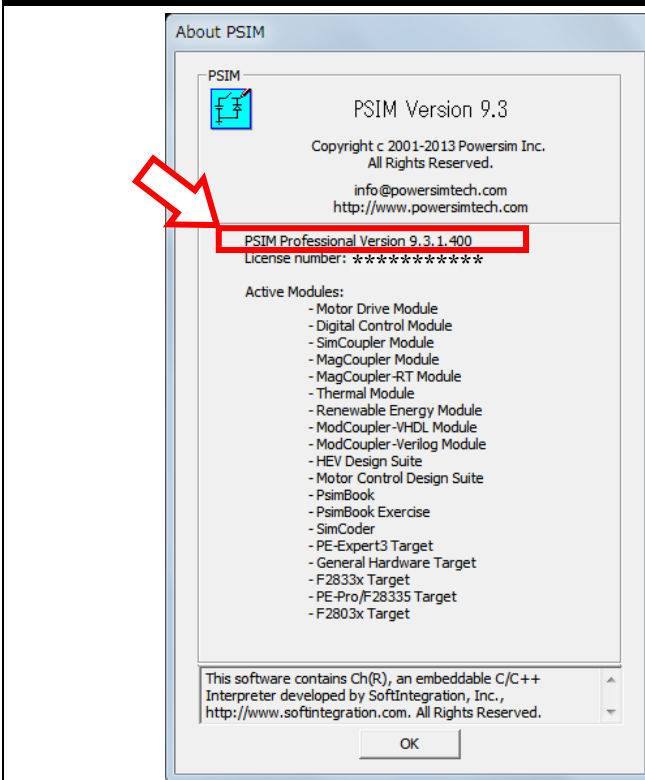 About PSIM
PSIM
PSIM Version 9.3
Copyright c 2001-2013 Powersim Inc.
All Rights Reserved.
info@powersimtech.com
http://www.powersimtech.com
PSIM Professional Version 9.3.1.400
License number: ***********
Active Modules:
- Motor Drive Module
- Digital Control Module
- SimCoupler Module
- MagCoupler Module
- MagCoupler-RT Module
- Thermal Module
- Renewable Energy Module
- ModCoupler-VHDL Module
- ModCoupler-Verilog Module
- HEV Design Suite
- Motor Control Design Suite
- PsimBook
- PsimBook Exercise
- SimCoder
- PE-Expert3 Target
- General Hardware Target
- F2833x Target
- PE-Pro/F28335 Target
- F2803x Target
This software contains Ch(R), an embeddable C/C++
Interpreter developed by SoftIntegration, Inc.,
http://www.softintegration.com. All Rights Reserved.
OK